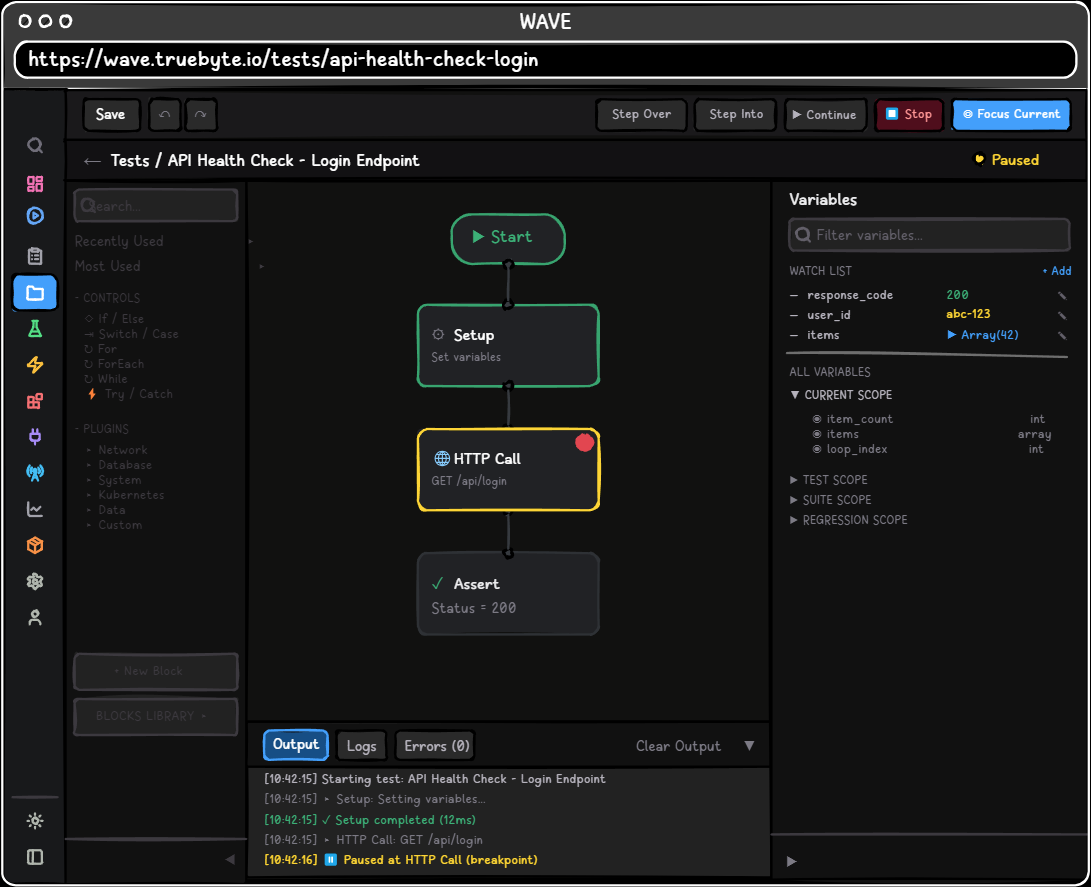 WAVE
https://wave.truebyte.io/tests/api-health-check-login
Save Step Over Step Into Continue Stop Focus Current
Tests / API Health Check - Login Endpoint Paused
Search...
Recently Used
Most Used
- CONTROLS
If / Else
Switch / Case
For
ForEach
While
Try / Catch
- PLUGINS
Network
Database
System
Kubernetes
Data
Custom
+ New Block
BLOCKS LIBRARY
Start
Setup
Set variables
HTTP Call
GET /api/login
Assert
Status = 200
Output Logs Errors (0) Clear Output
[10:42:15] Starting test: API Health Check - Login Endpoint
[10:42:15] ▸ Setup: Setting variables...
[10:42:15] ✓ Setup completed (12ms)
[10:42:15] ▸ HTTP Call: GET /api/login
[10:42:16] ⏸ Paused at HTTP Call (breakpoint)
Variables
Filter variables...
WATCH LIST + Add
response_code 200
user_id abc-123
items ▶ Array(42)
ALL VARIABLES
▼ CURRENT SCOPE
item_count int
items array
loop_index int
▶ TEST SCOPE
▶ SUITE SCOPE
▶ REGRESSION SCOPE